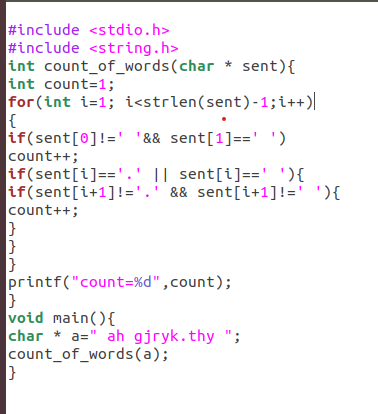 #include <stdio.h>
#include <string.h>
int count_of_words(char * sent){
int count=1;
for(int i=1; i<strlen(sent)-1;i++)
{
if(sent[0]!=' '&& sent[1]==' ')
count++;
if(sent[i]=='.' || sent[i]==' '){
if(sent[i+1]!='.' && sent[i+1]!=' '){
count++;
}
}
}
printf("count=%d",count);
}
void main(){
char * a=" ah gjryk.thy ";
count_of_words(a);
}